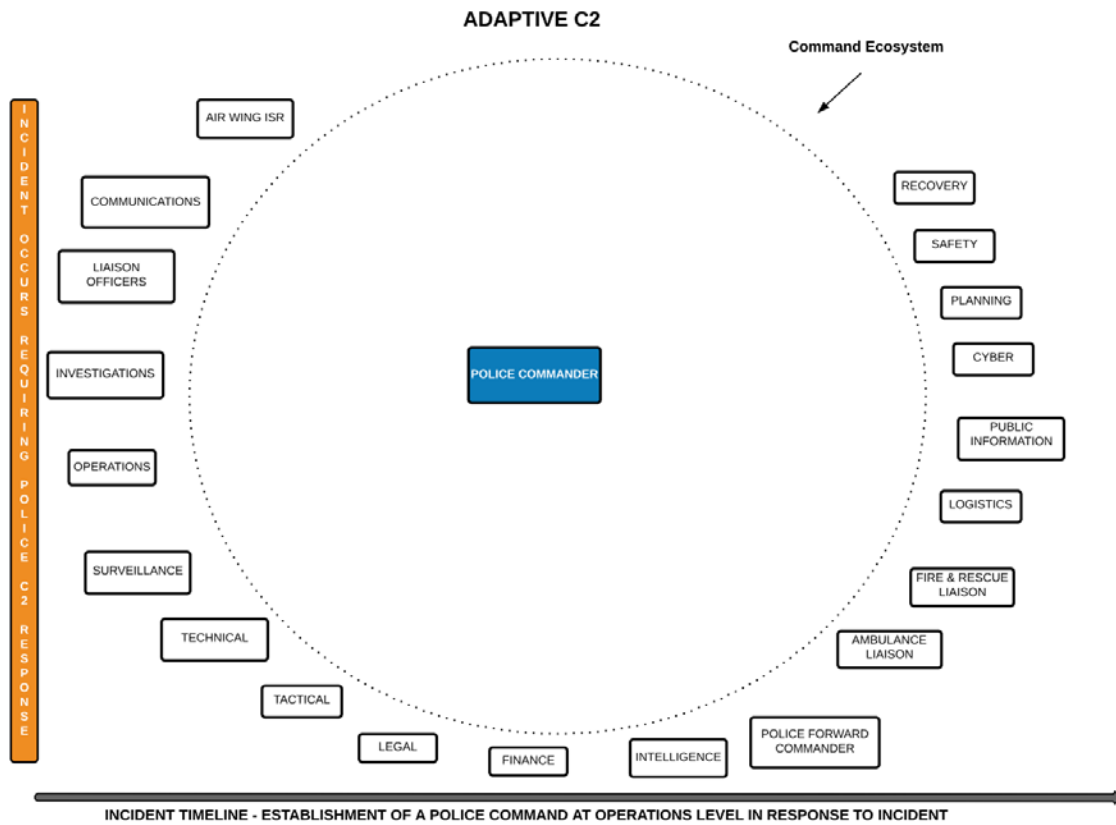 ADAPTIVE C2
Command Ecosystem
INCIDENT OCCURS REQUIRING POLICE C2 RESPONSE
AIR WING ISR
COMMUNICATIONS
LIAISON
OFFICERS
INVESTIGATIONS
OPERATIONS
SURVEILLANCE
TECHNICAL
TACTICAL
LEGAL
FINANCE
INTELLIGENCE
POLICE FORWARD
COMMANDER
AMBULANCE
LIAISON
FIRE & RESCUE
LIAISON
LOGISTICS
PUBLIC
INFORMATION
CYBER
PLANNING
SAFETY
RECOVERY
POLICE COMMANDER
INCIDENT TIMELINE - ESTABLISHMENT OF A POLICE COMMAND AT OPERATIONS LEVEL IN RESPONSE TO INCIDENT